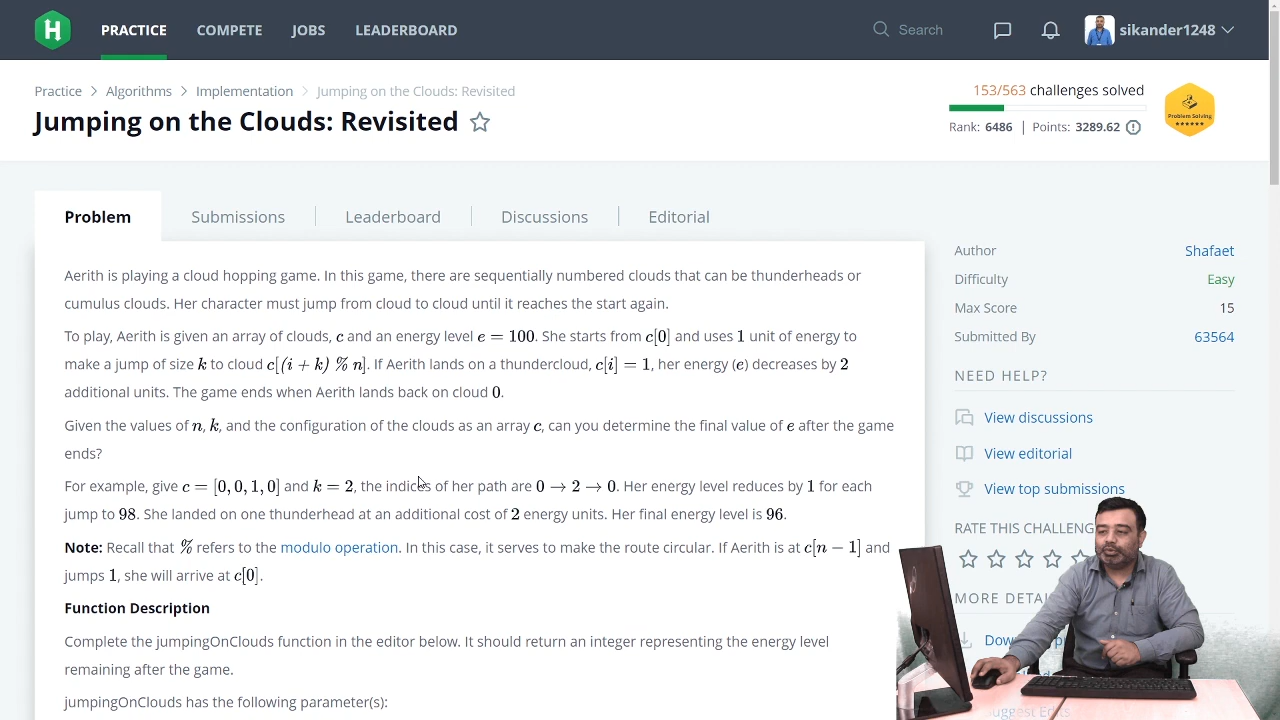 PRACTICE COMPETE JOBS LEADERBOARD Search sikander1248
Practice > Algorithms > Implementation > Jumping on the Clouds: Revisited
153/563 challenges solved
Jumping on the Clouds: Revisited
Rank: 6486 | Points: 3289.62
Problem Solving
Problem Submissions Leaderboard Discussions Editorial
Aerith is playing a cloud hopping game. In this game, there are sequentially numbered clouds that can be thunderheads or
cumulus clouds. Her character must jump from cloud to cloud until it reaches the start again.
To play, Aerith is given an array of clouds, c and an energy level e = 100. She starts from c[0] and uses 1 unit of energy to
make a jump of size k to cloud c[(i + k) % n]. If Aerith lands on a thundercloud, c[i] = 1, her energy (e) decreases by 2
additional units. The game ends when Aerith lands back on cloud 0.
Given the values of n, k, and the configuration of the clouds as an array c, can you determine the final value of e after the game
ends?
For example, give c = [0, 0, 1, 0] and k = 2, the indices of her path are 0 → 2 → 0. Her energy level reduces by 1 for each
jump to 98. She landed on one thunderhead at an additional cost of 2 energy units. Her final energy level is 96.
Note: Recall that % refers to the modulo operation. In this case, it serves to make the route circular. If Aerith is at c[n − 1] and
jumps 1, she will arrive at c[0].
Function Description
Complete the jumpingOnClouds function in the editor below. It should return an integer representing the energy level
remaining after the game.
jumpingOnClouds has the following parameter(s):
Author Shafaet
Difficulty Easy
Max Score 15
Submitted By 63564
NEED HELP?
View discussions
View editorial
View top submissions
RATE THIS CHALLENG
MORE DETA
Dow
Suggest Edits